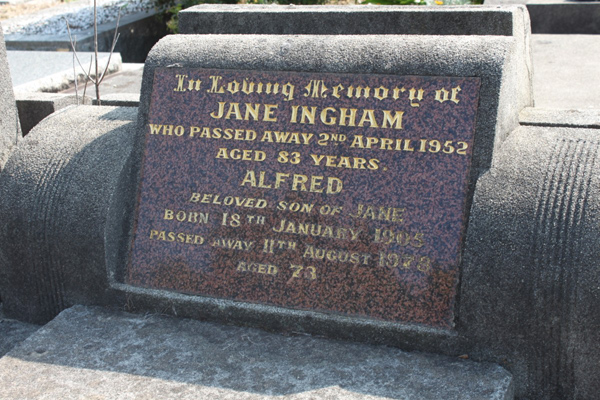 In Loving Memory of
JANE INGHAM
WHO PASSED AWAY 2ND APRIL 1952
AGED 83 YEARS.
ALFRED
BELOVED SON OF JANE
BORN 18TH JANUARY 1905
PASSED AWAY 11TH AUGUST 1978
AGED 73